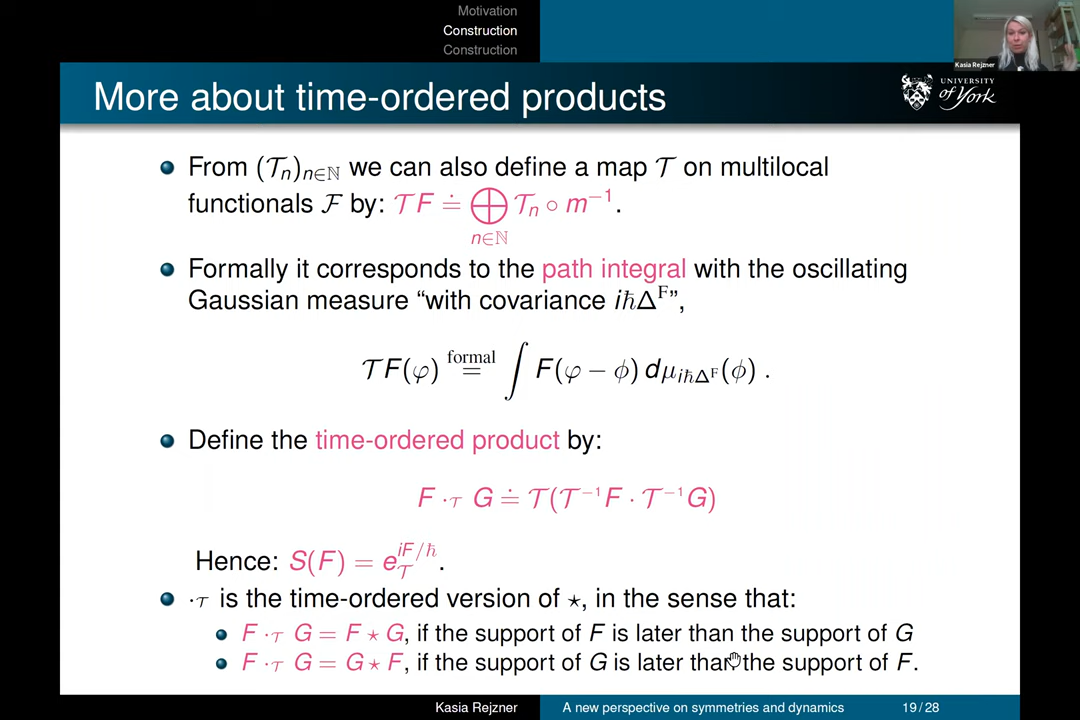 Motivation
Construction
Construction
Kasia Rejzner
More about time-ordered products
UNIVERSITY
of York
From (𝒯ₙ)ₙ∈ℕ we can also define a map 𝒯 on multilocal
functionals ℱ by: 𝒯F ≐ ⊕ 𝒯ₙ ∘ m⁻¹.
n∈ℕ
Formally it corresponds to the path integral with the oscillating
Gaussian measure “with covariance iℏΔ^F”,
𝒯F(φ) formal= ∫ F(φ − ϕ) dμ_{iℏΔ^F}(ϕ) .
Define the time-ordered product by:
F ·𝒯 G ≐ 𝒯(𝒯⁻¹F · 𝒯⁻¹G)
Hence: S(F) = e_𝒯^{iF/ℏ}.
·𝒯 is the time-ordered version of ⋆, in the sense that:
F ·𝒯 G = F ⋆ G, if the support of F is later than the support of G
F ·𝒯 G = G ⋆ F, if the support of G is later than the support of F.
Kasia Rejzner
A new perspective on symmetries and dynamics
19/28